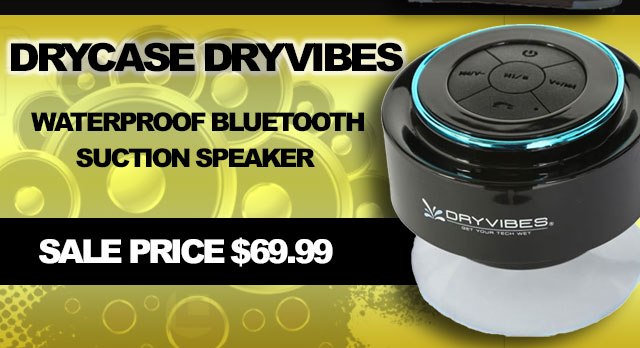 DRYCASE DRYVIBES
WATERPROOF BLUETOOTH
SUCTION SPEAKER
SALE PRICE $69.99
DRYVIBES®
GET YOUR TECH WET